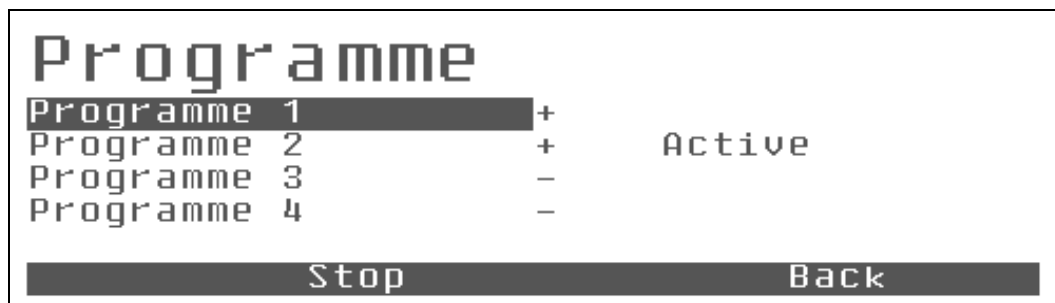 Programme
Programme 1 +
Programme 2 + Active
Programme 3 -
Programme 4 -
Stop Back